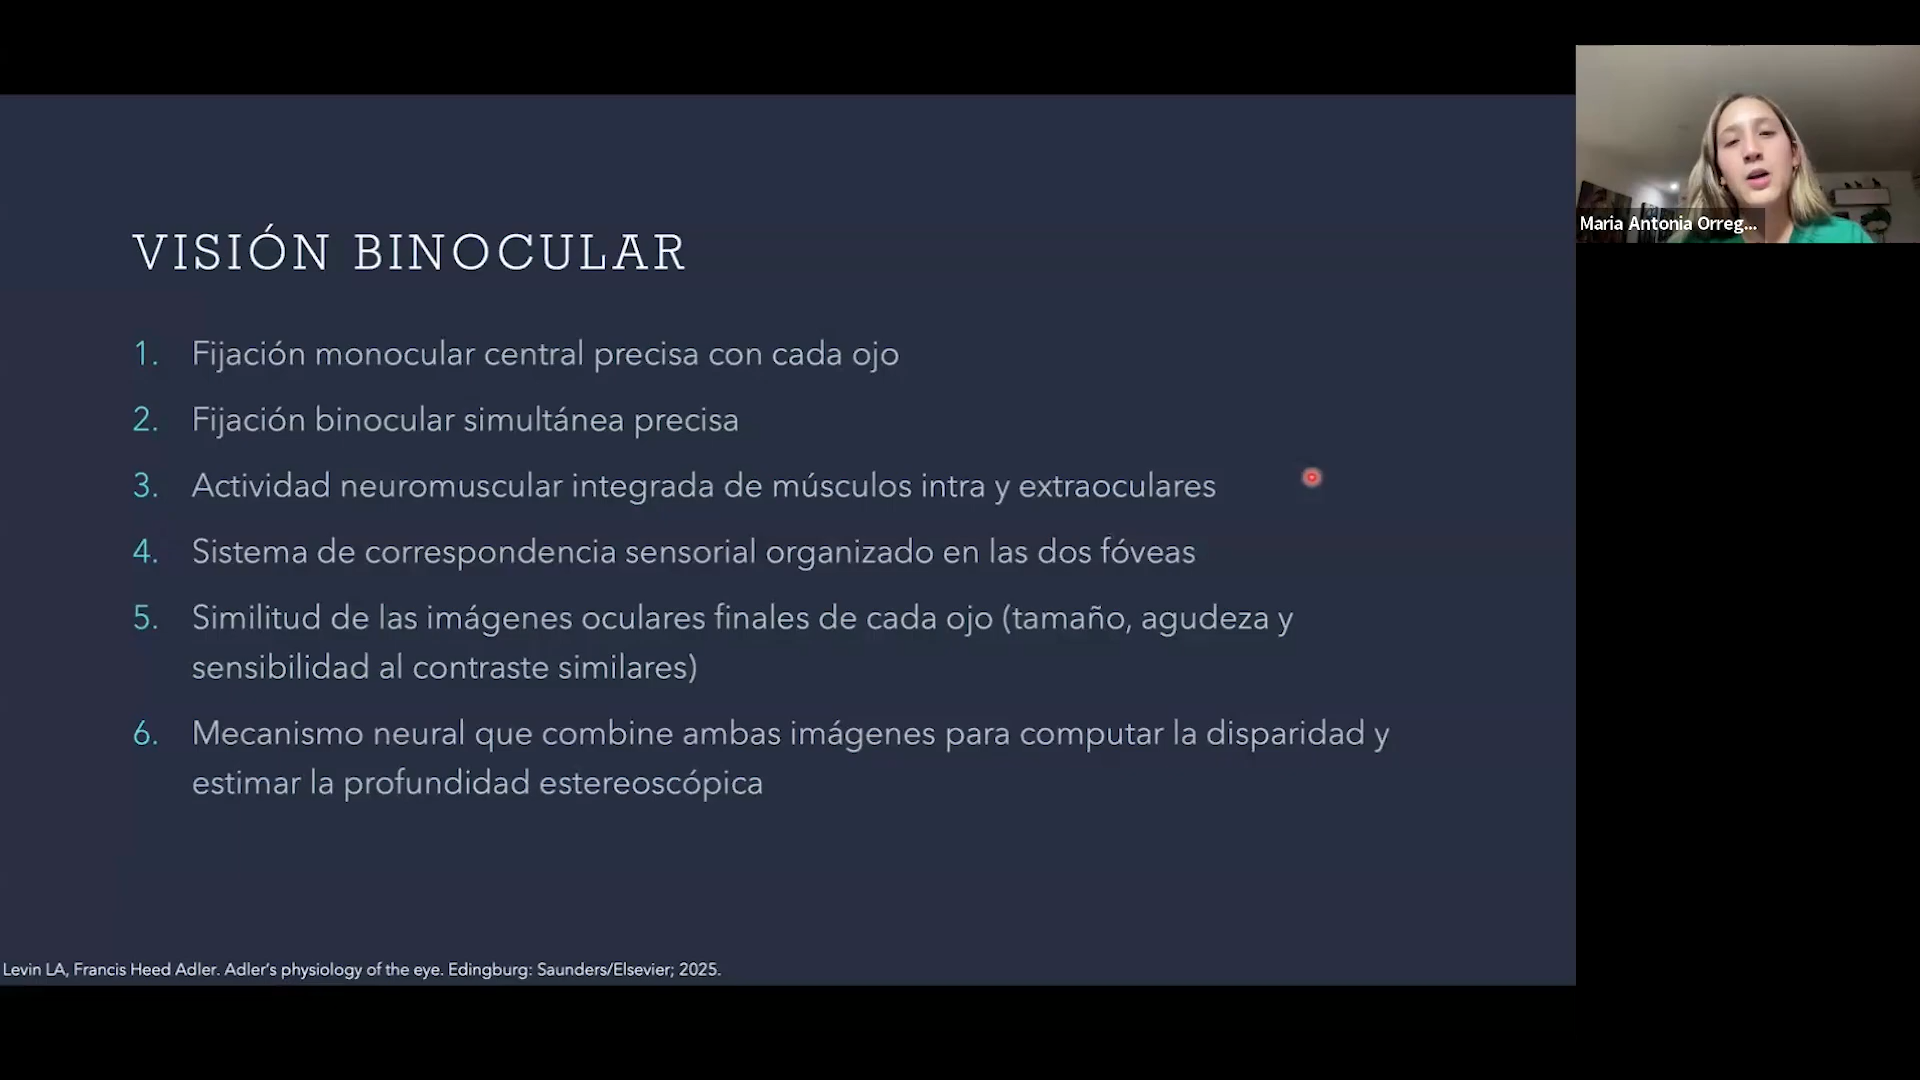 VISIÓN BINOCULAR
1. Fijación monocular central precisa con cada ojo
2. Fijación binocular simultánea precisa
3. Actividad neuromuscular integrada de músculos intra y extraoculares
4. Sistema de correspondencia sensorial organizado en las dos fóveas
5. Similitud de las imágenes oculares finales de cada ojo (tamaño, agudeza y
sensibilidad al contraste similares)
6. Mecanismo neural que combine ambas imágenes para computar la disparidad y
estimar la profundidad estereoscópica
Levin LA, Francis Heed Adler. Adler’s physiology of the eye. Edingburg: Saunders/Elsevier; 2025.
Maria Antonia Orreg...